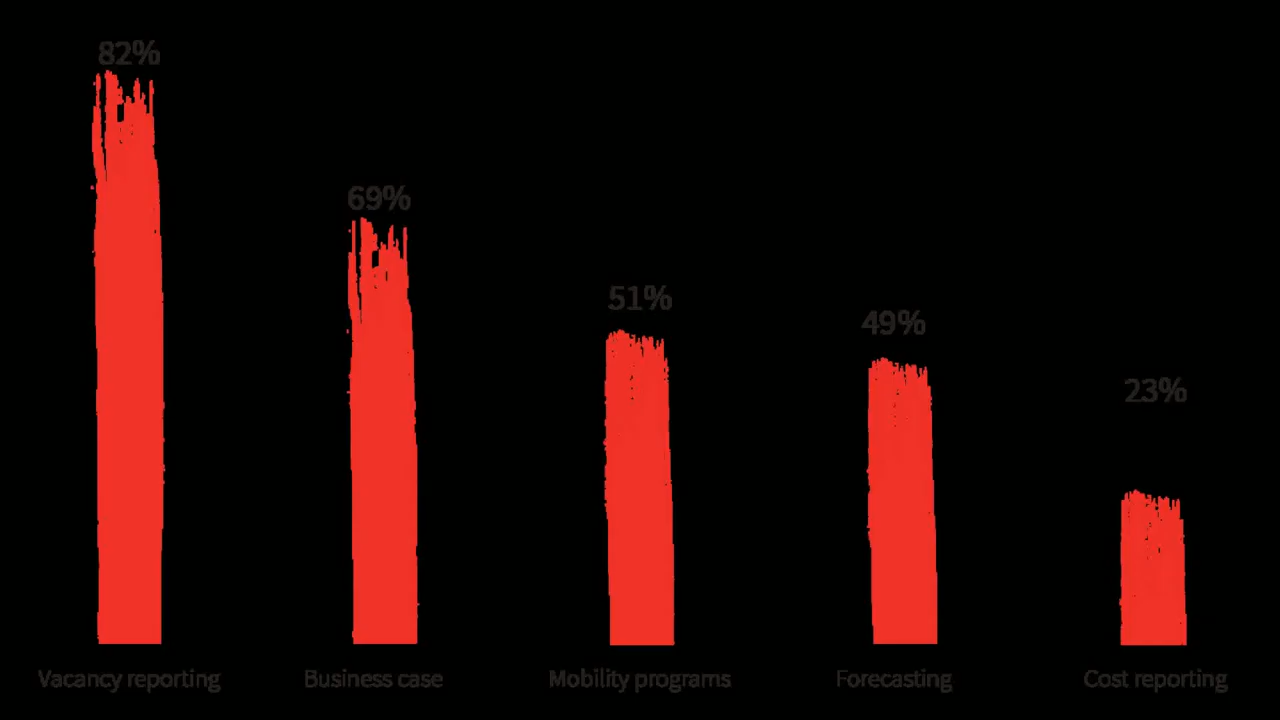 82%
69%
51%
49%
23%
Vacancy reporting
Business case
Mobility programs
Forecasting
Cost reporting